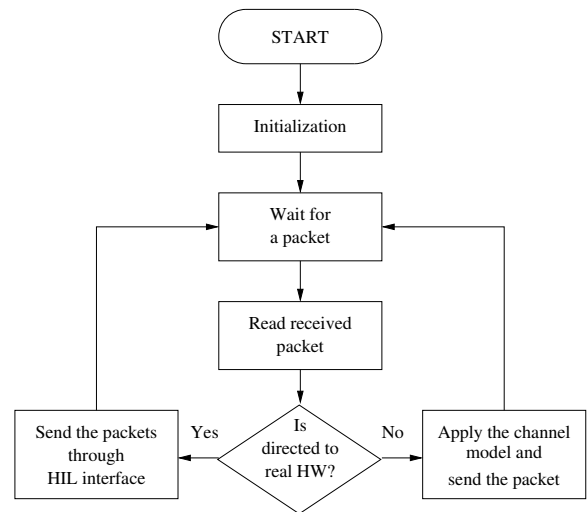 START
Initialization
Wait for
a packet
Read received
packet
Is
directed to
real HW?
Yes
No
Send the packets
through
HIL interface
Apply the channel
model and
send the packet